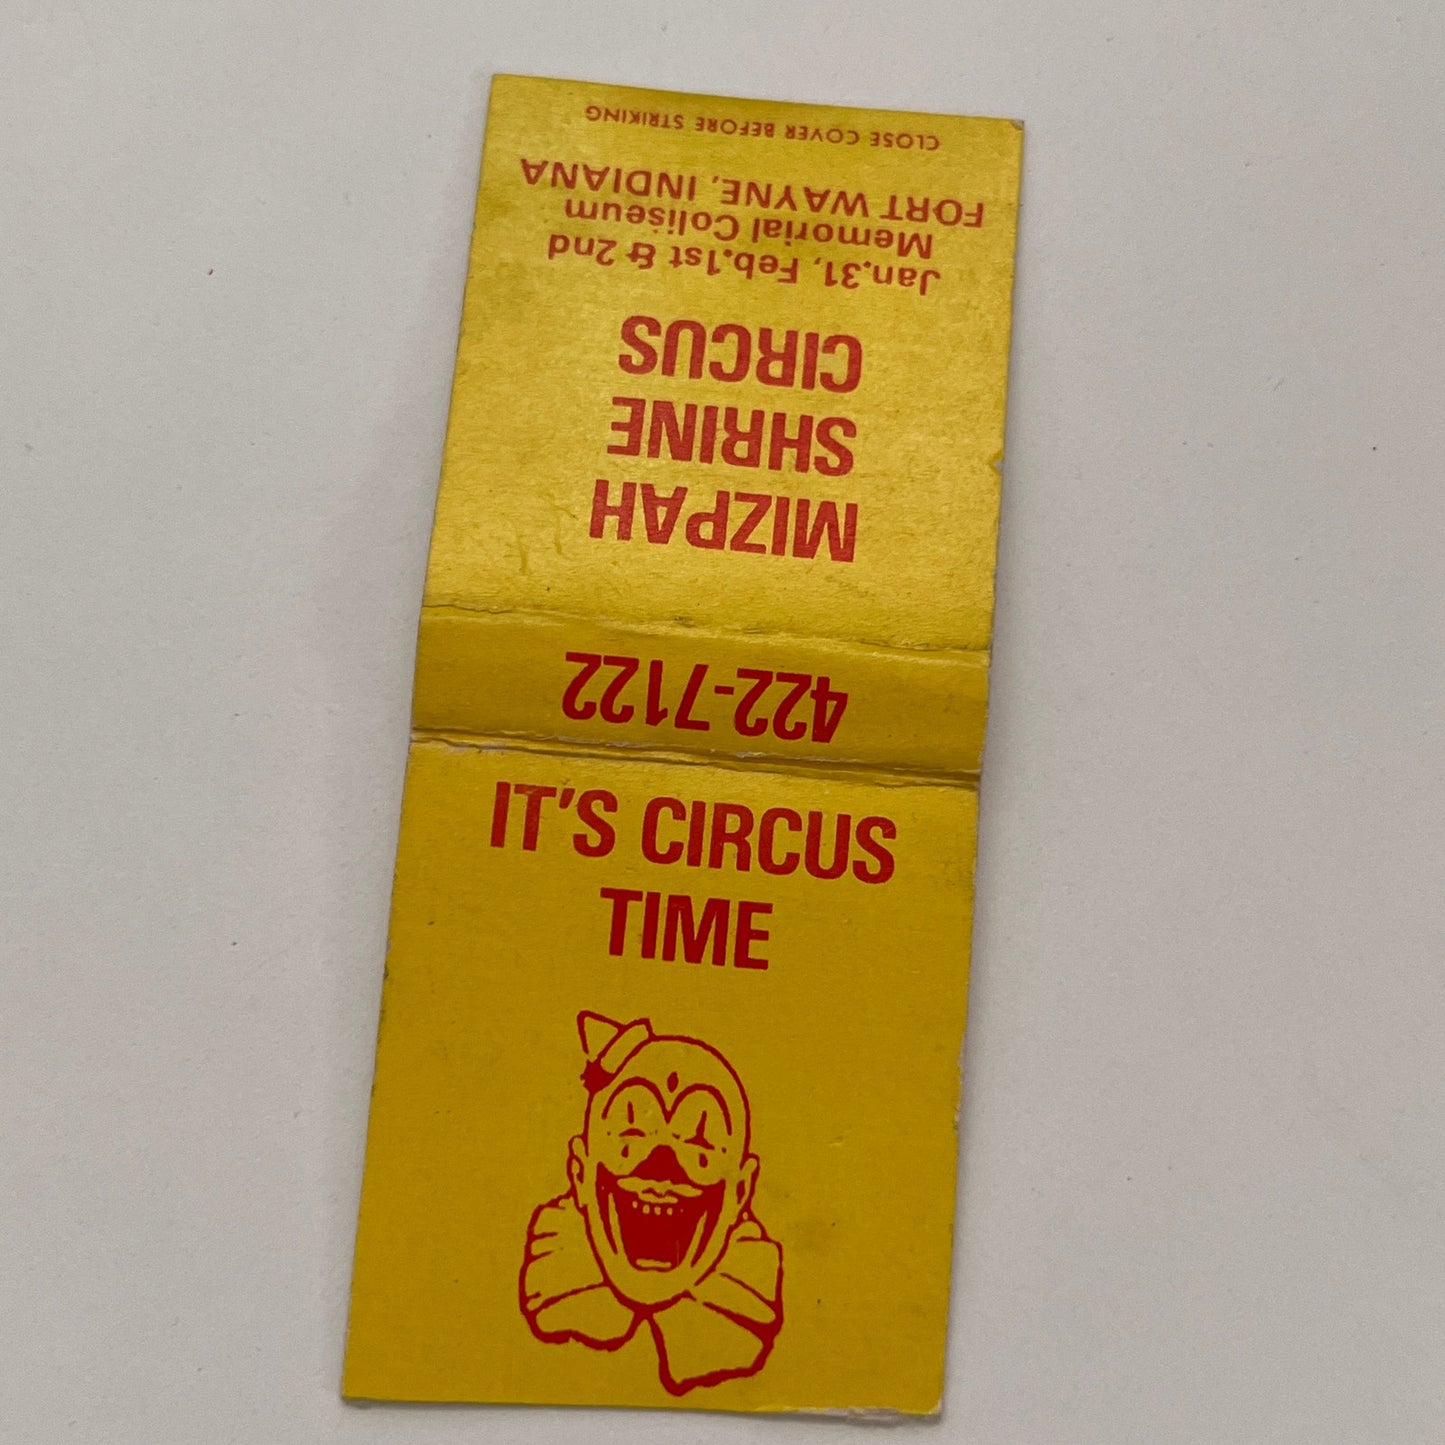 IT'S CIRCUS
TIME
422-7122
MIZPAH
SHRINE
CIRCUS
Jan.31, Feb.1st & 2nd
Memorial Coliseum
FORT WAYNE, INDIANA
CLOSE COVER BEFORE STRIKING